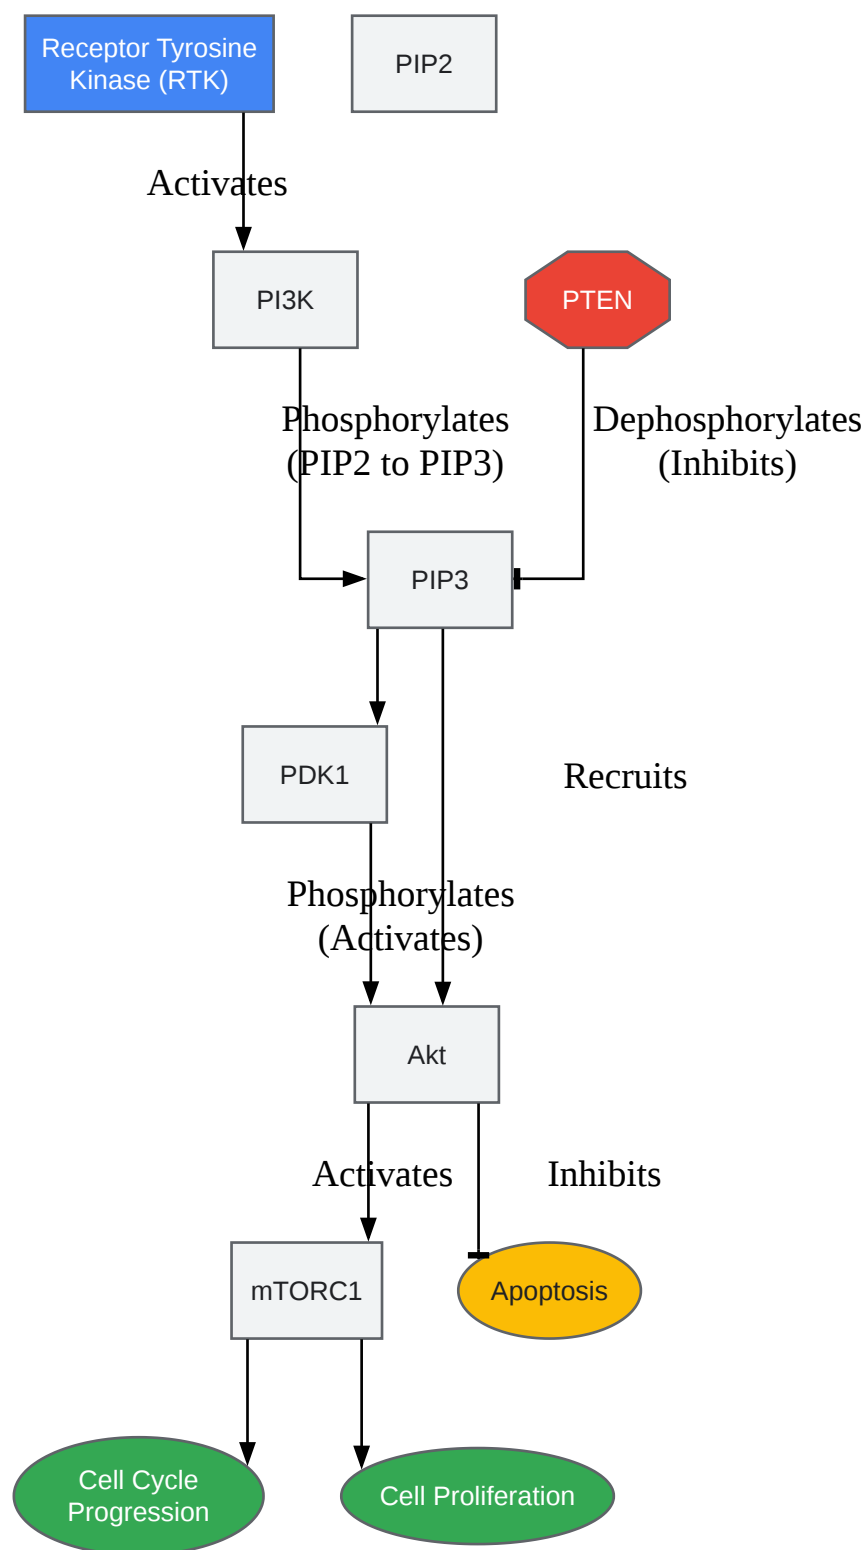 Receptor Tyrosine
Kinase (RTK)
PIP2
Activates
PI3K
PTEN
Phosphorylates
(PIP2 to PIP3)
Dephosphorylates
(Inhibits)
PIP3
PDK1
Recruits
Phosphorylates
(Activates)
Akt
Activates
Inhibits
mTORC1
Apoptosis
Cell Cycle
Progression
Cell Proliferation